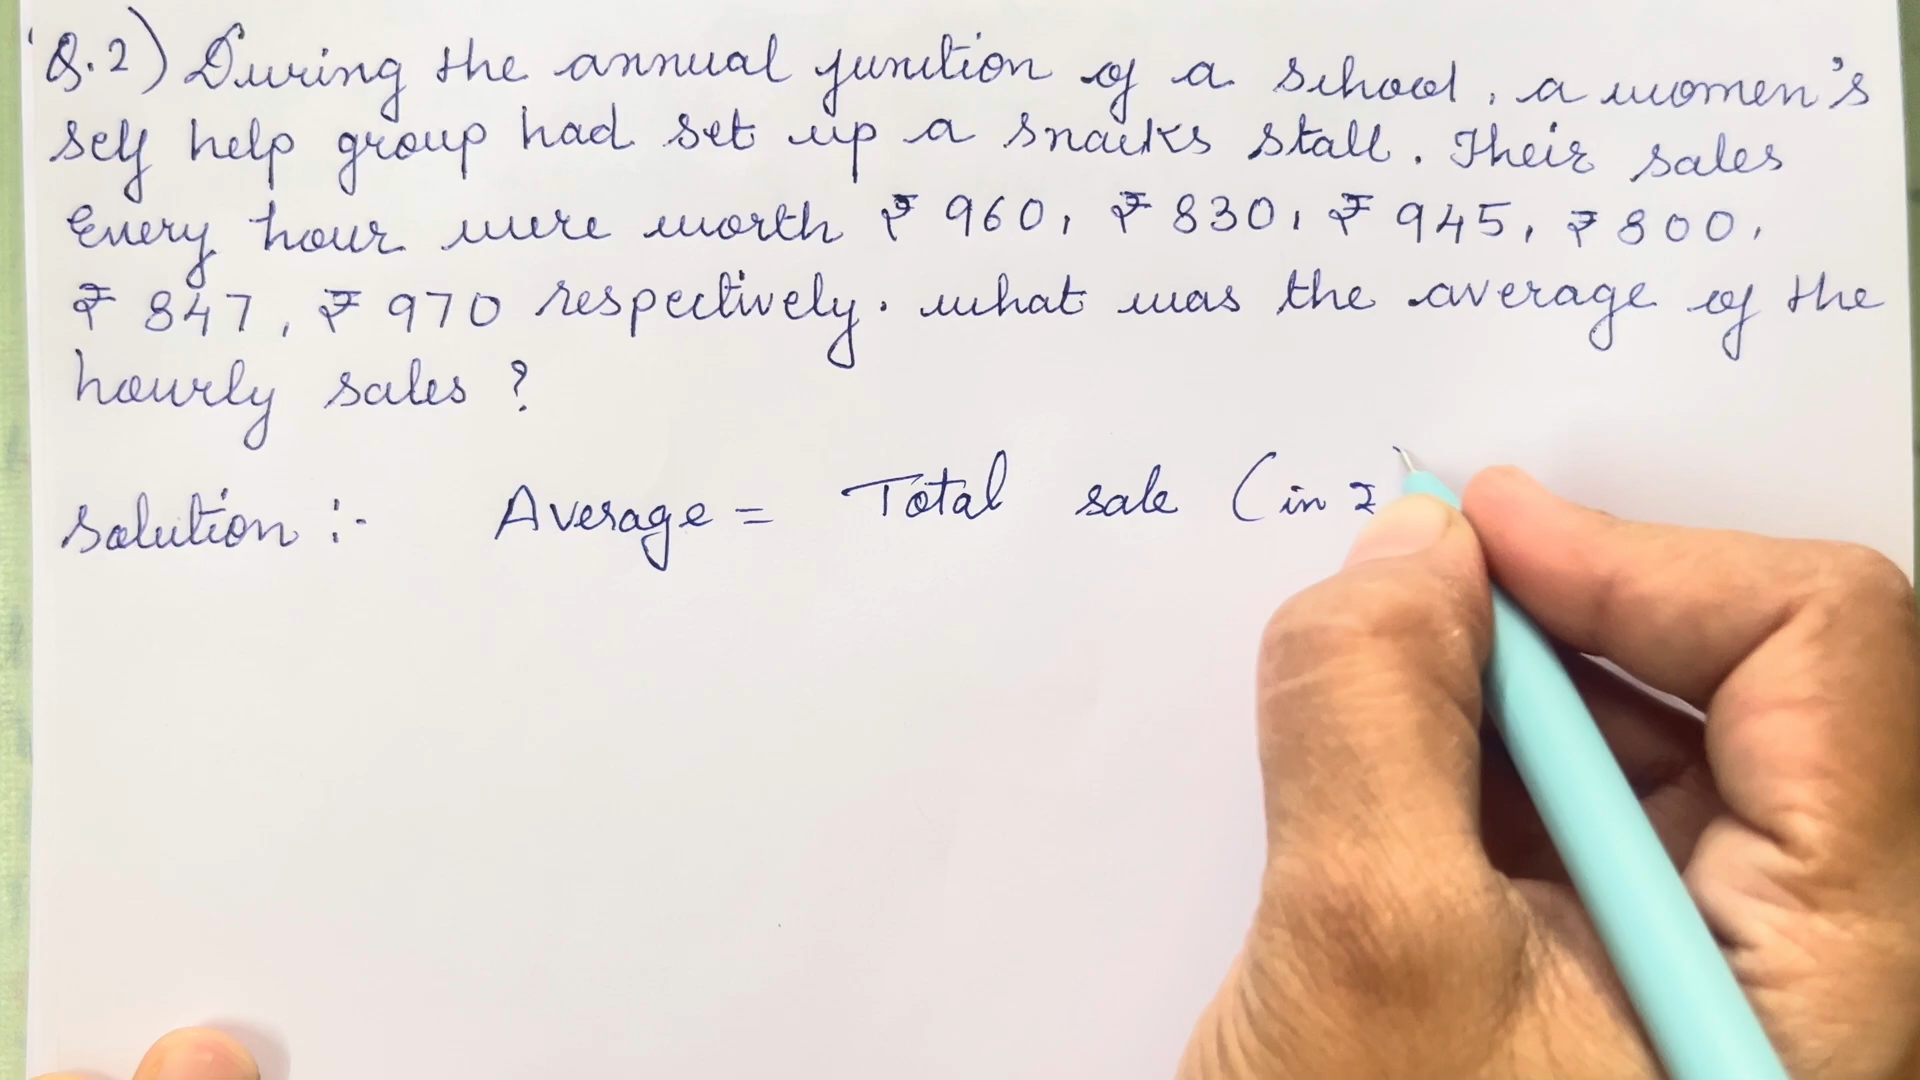 Q.2) During the annual function of a school, a women's
self help group had set up a snacks stall. Their sales
Every hour were worth ₹ 960, ₹ 830, ₹ 945, ₹ 800,
₹ 847, ₹ 970 respectively. what was the average of the
hourly sales ?
Solution :- Average = Total sale (in ₹